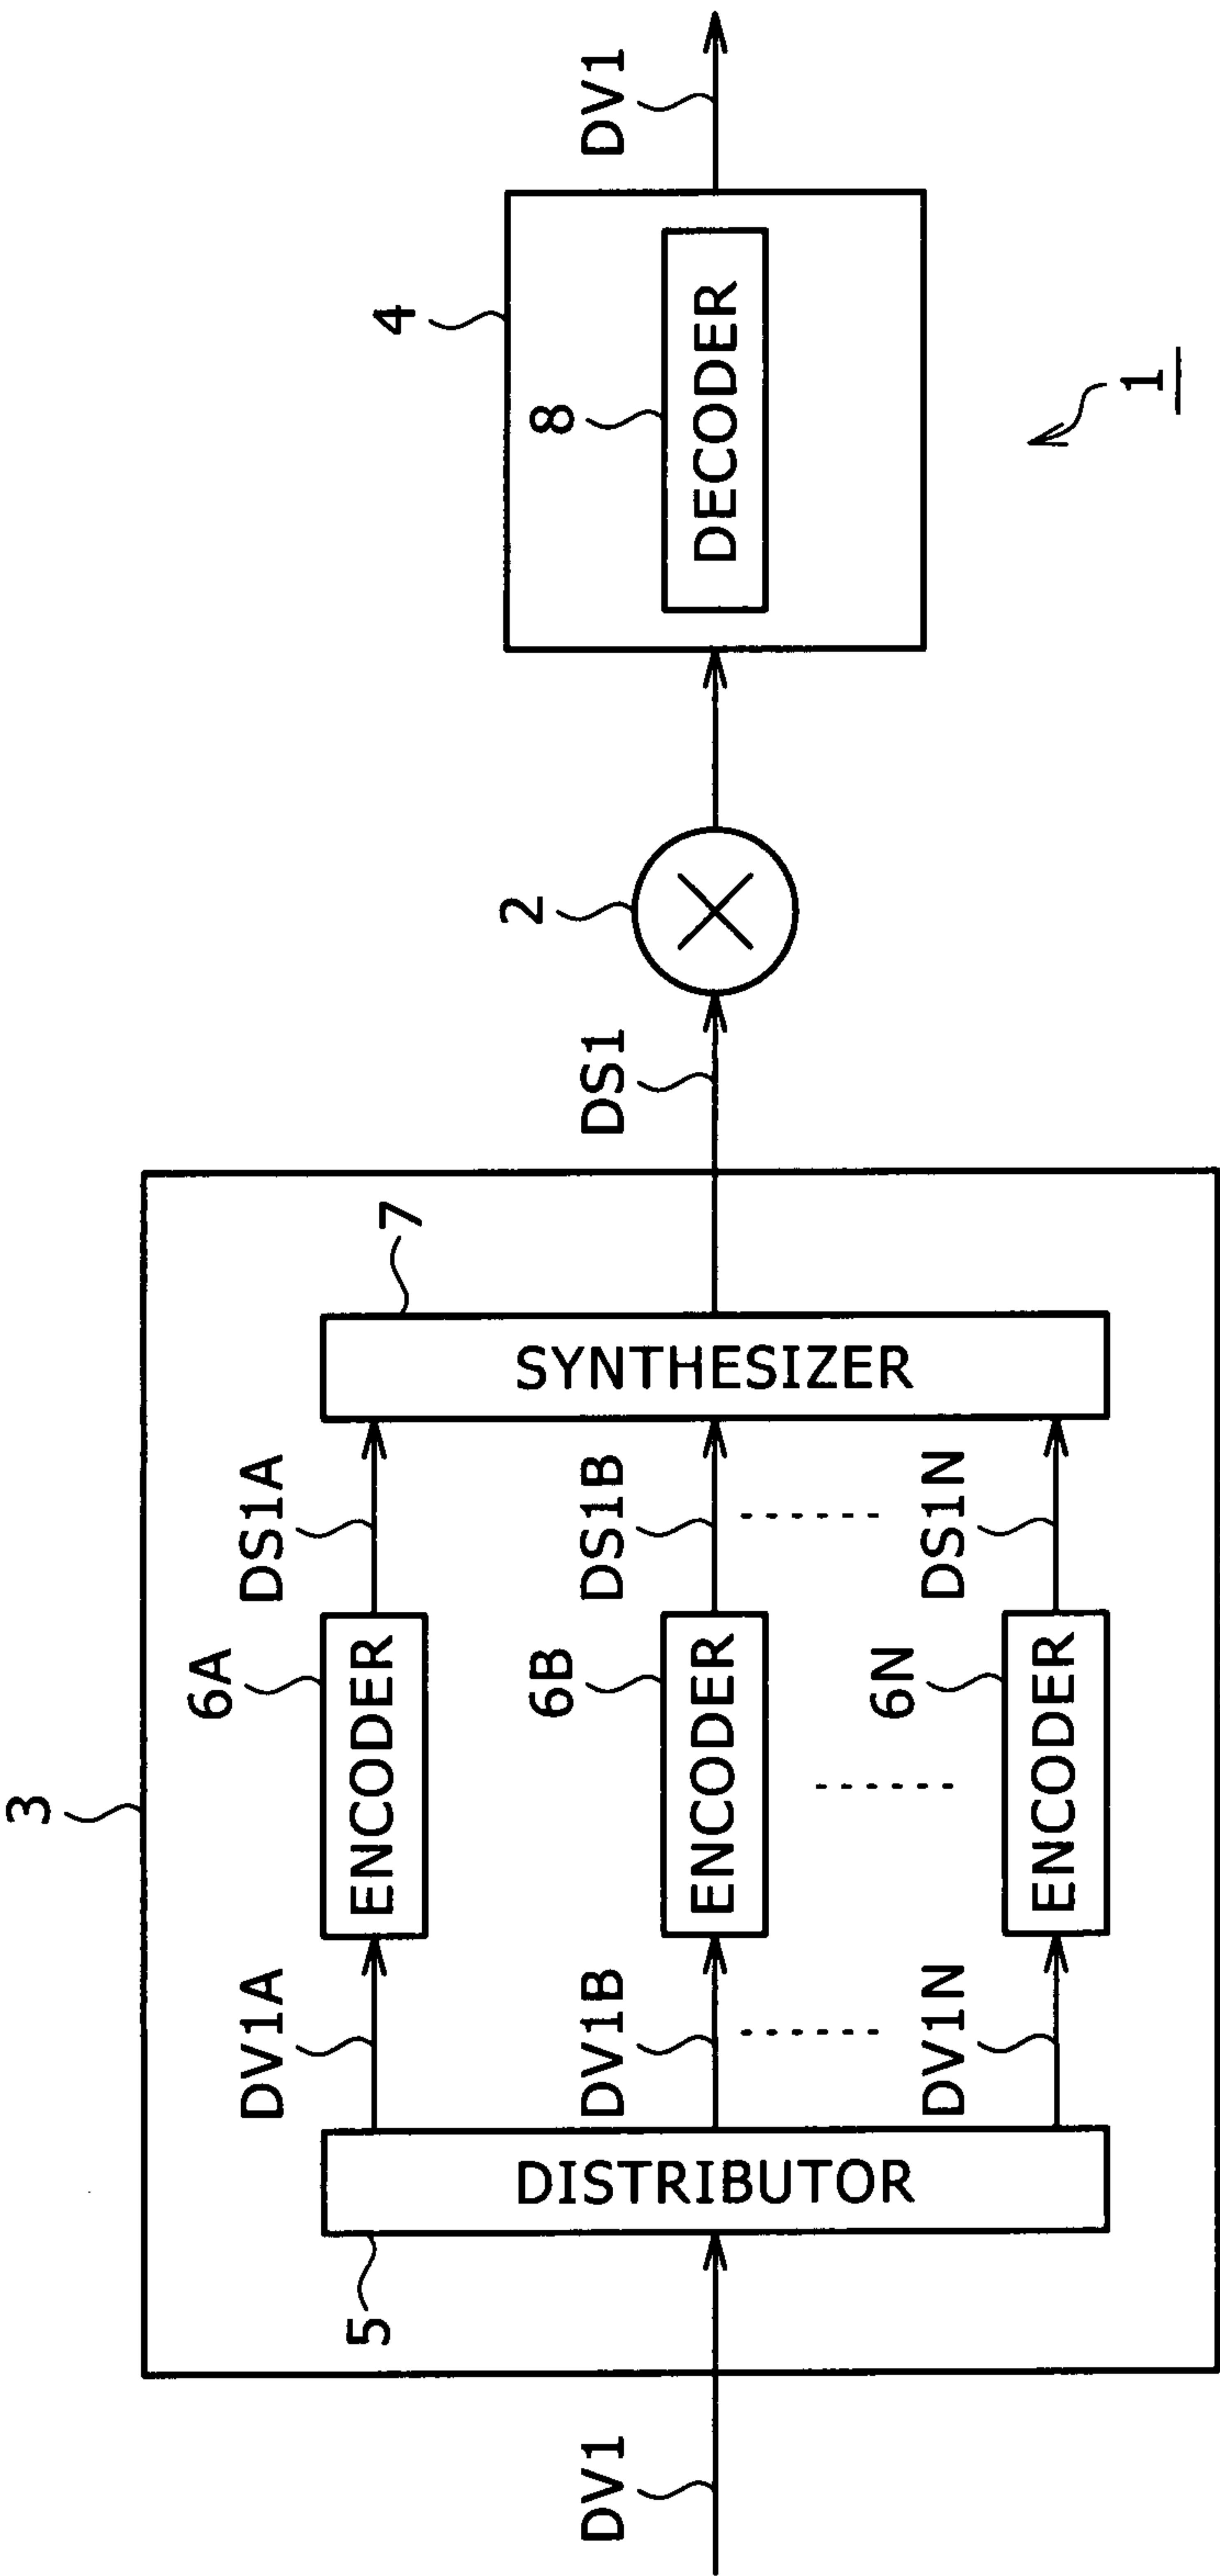 3
6A
DV1A
DS1A
ENCODER
5
7
DV1
DISTRIBUTOR
DV1B
6B
ENCODER
DS1B
SYNTHESIZER
DS1
2
4
8
DECODER
DV1
DV1N
6N
ENCODER
DS1N
1